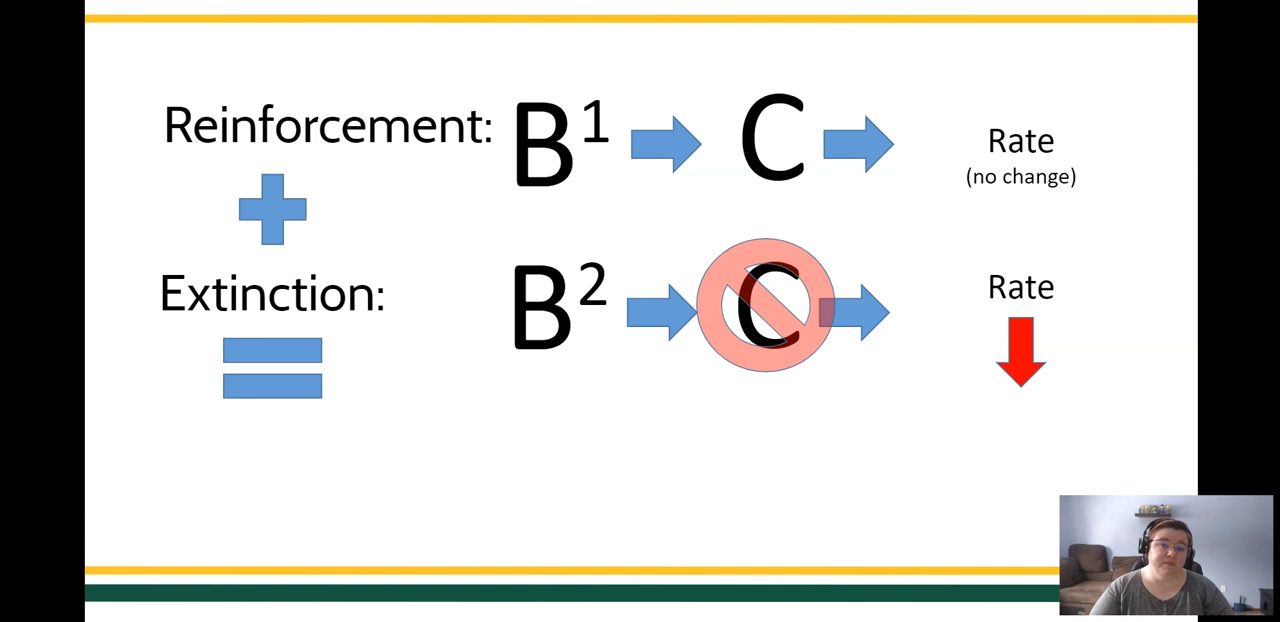 Reinforcement: B¹ C Rate
(no change)
Extinction: B² C Rate